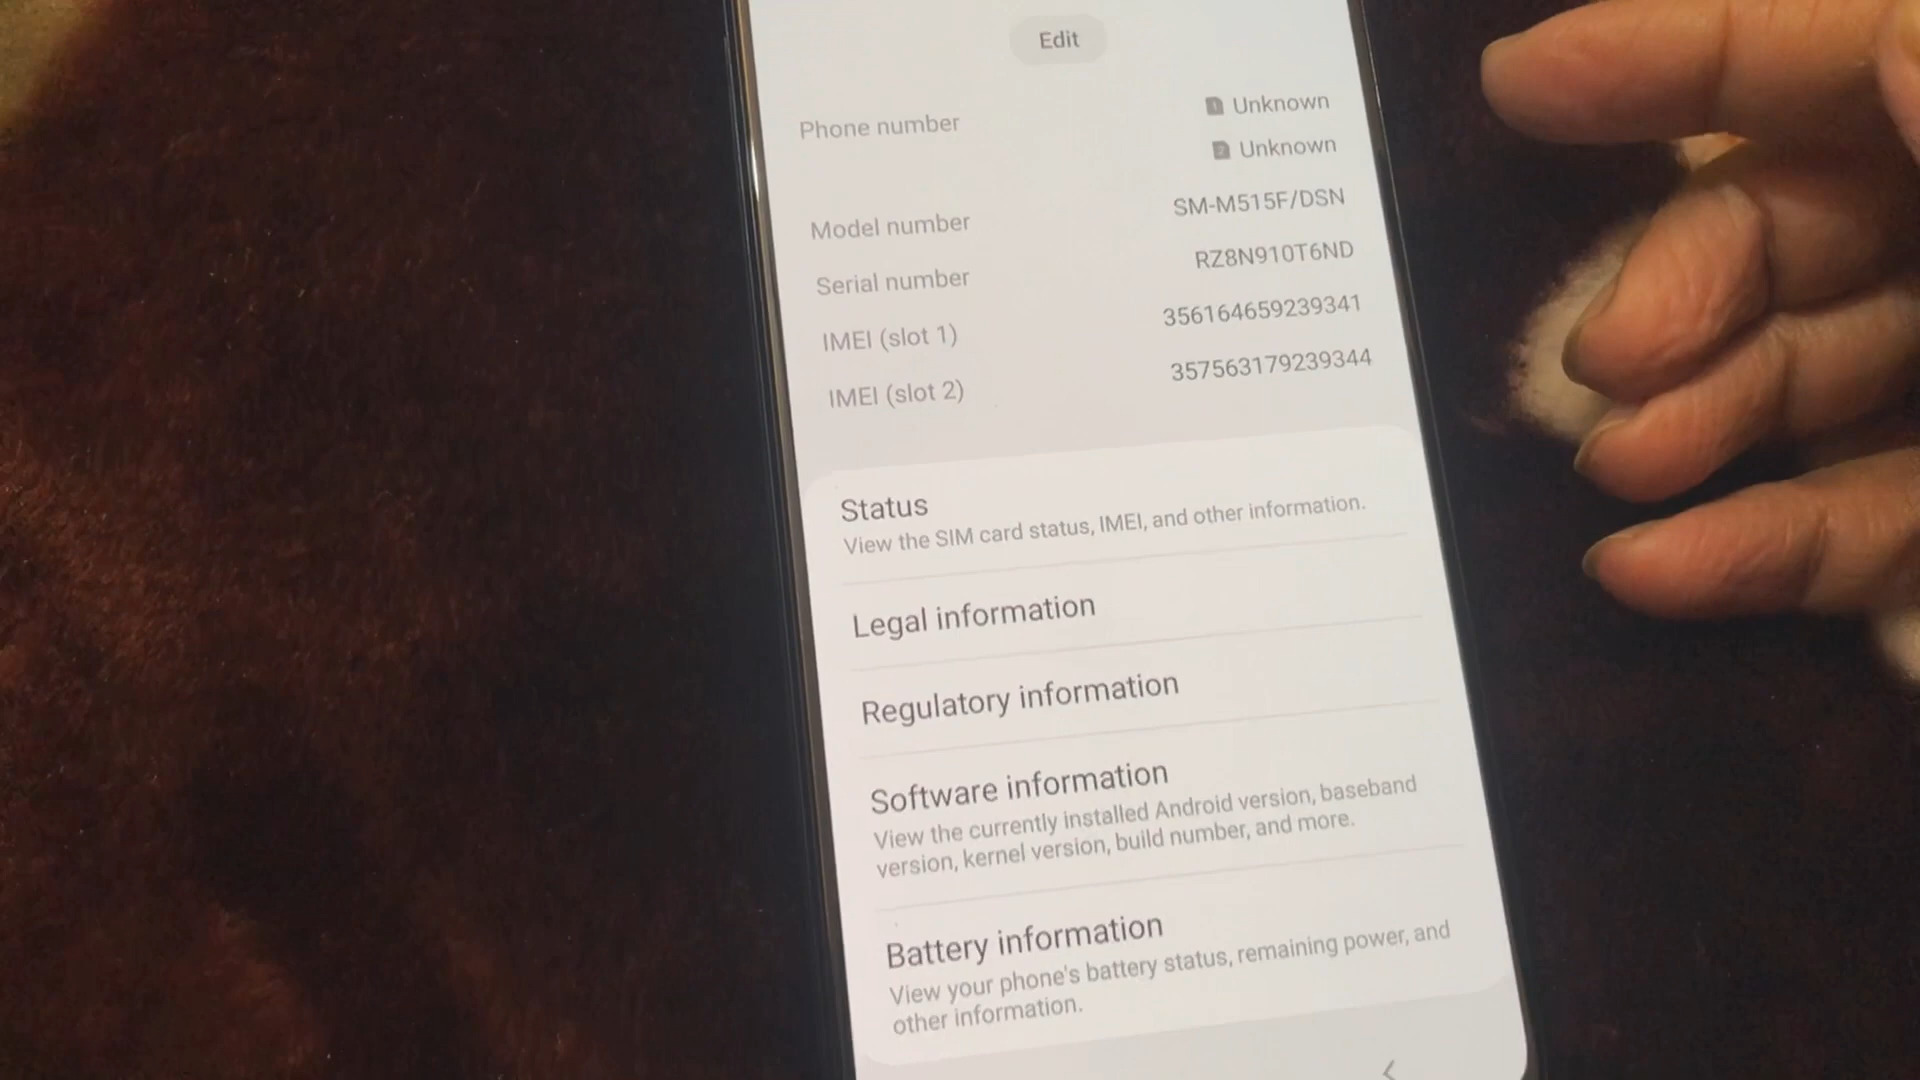 Edit
Phone number
1 Unknown
2 Unknown
Model number SM-M515F/DSN
Serial number RZ8N910T6ND
IMEI (slot 1) 356164659239341
IMEI (slot 2) 357563179239344
Status
View the SIM card status, IMEI, and other information.
Legal information
Regulatory information
Software information
View the currently installed Android version, baseband
version, kernel version, build number, and more.
Battery information
View your phone's battery status, remaining power, and
other information.